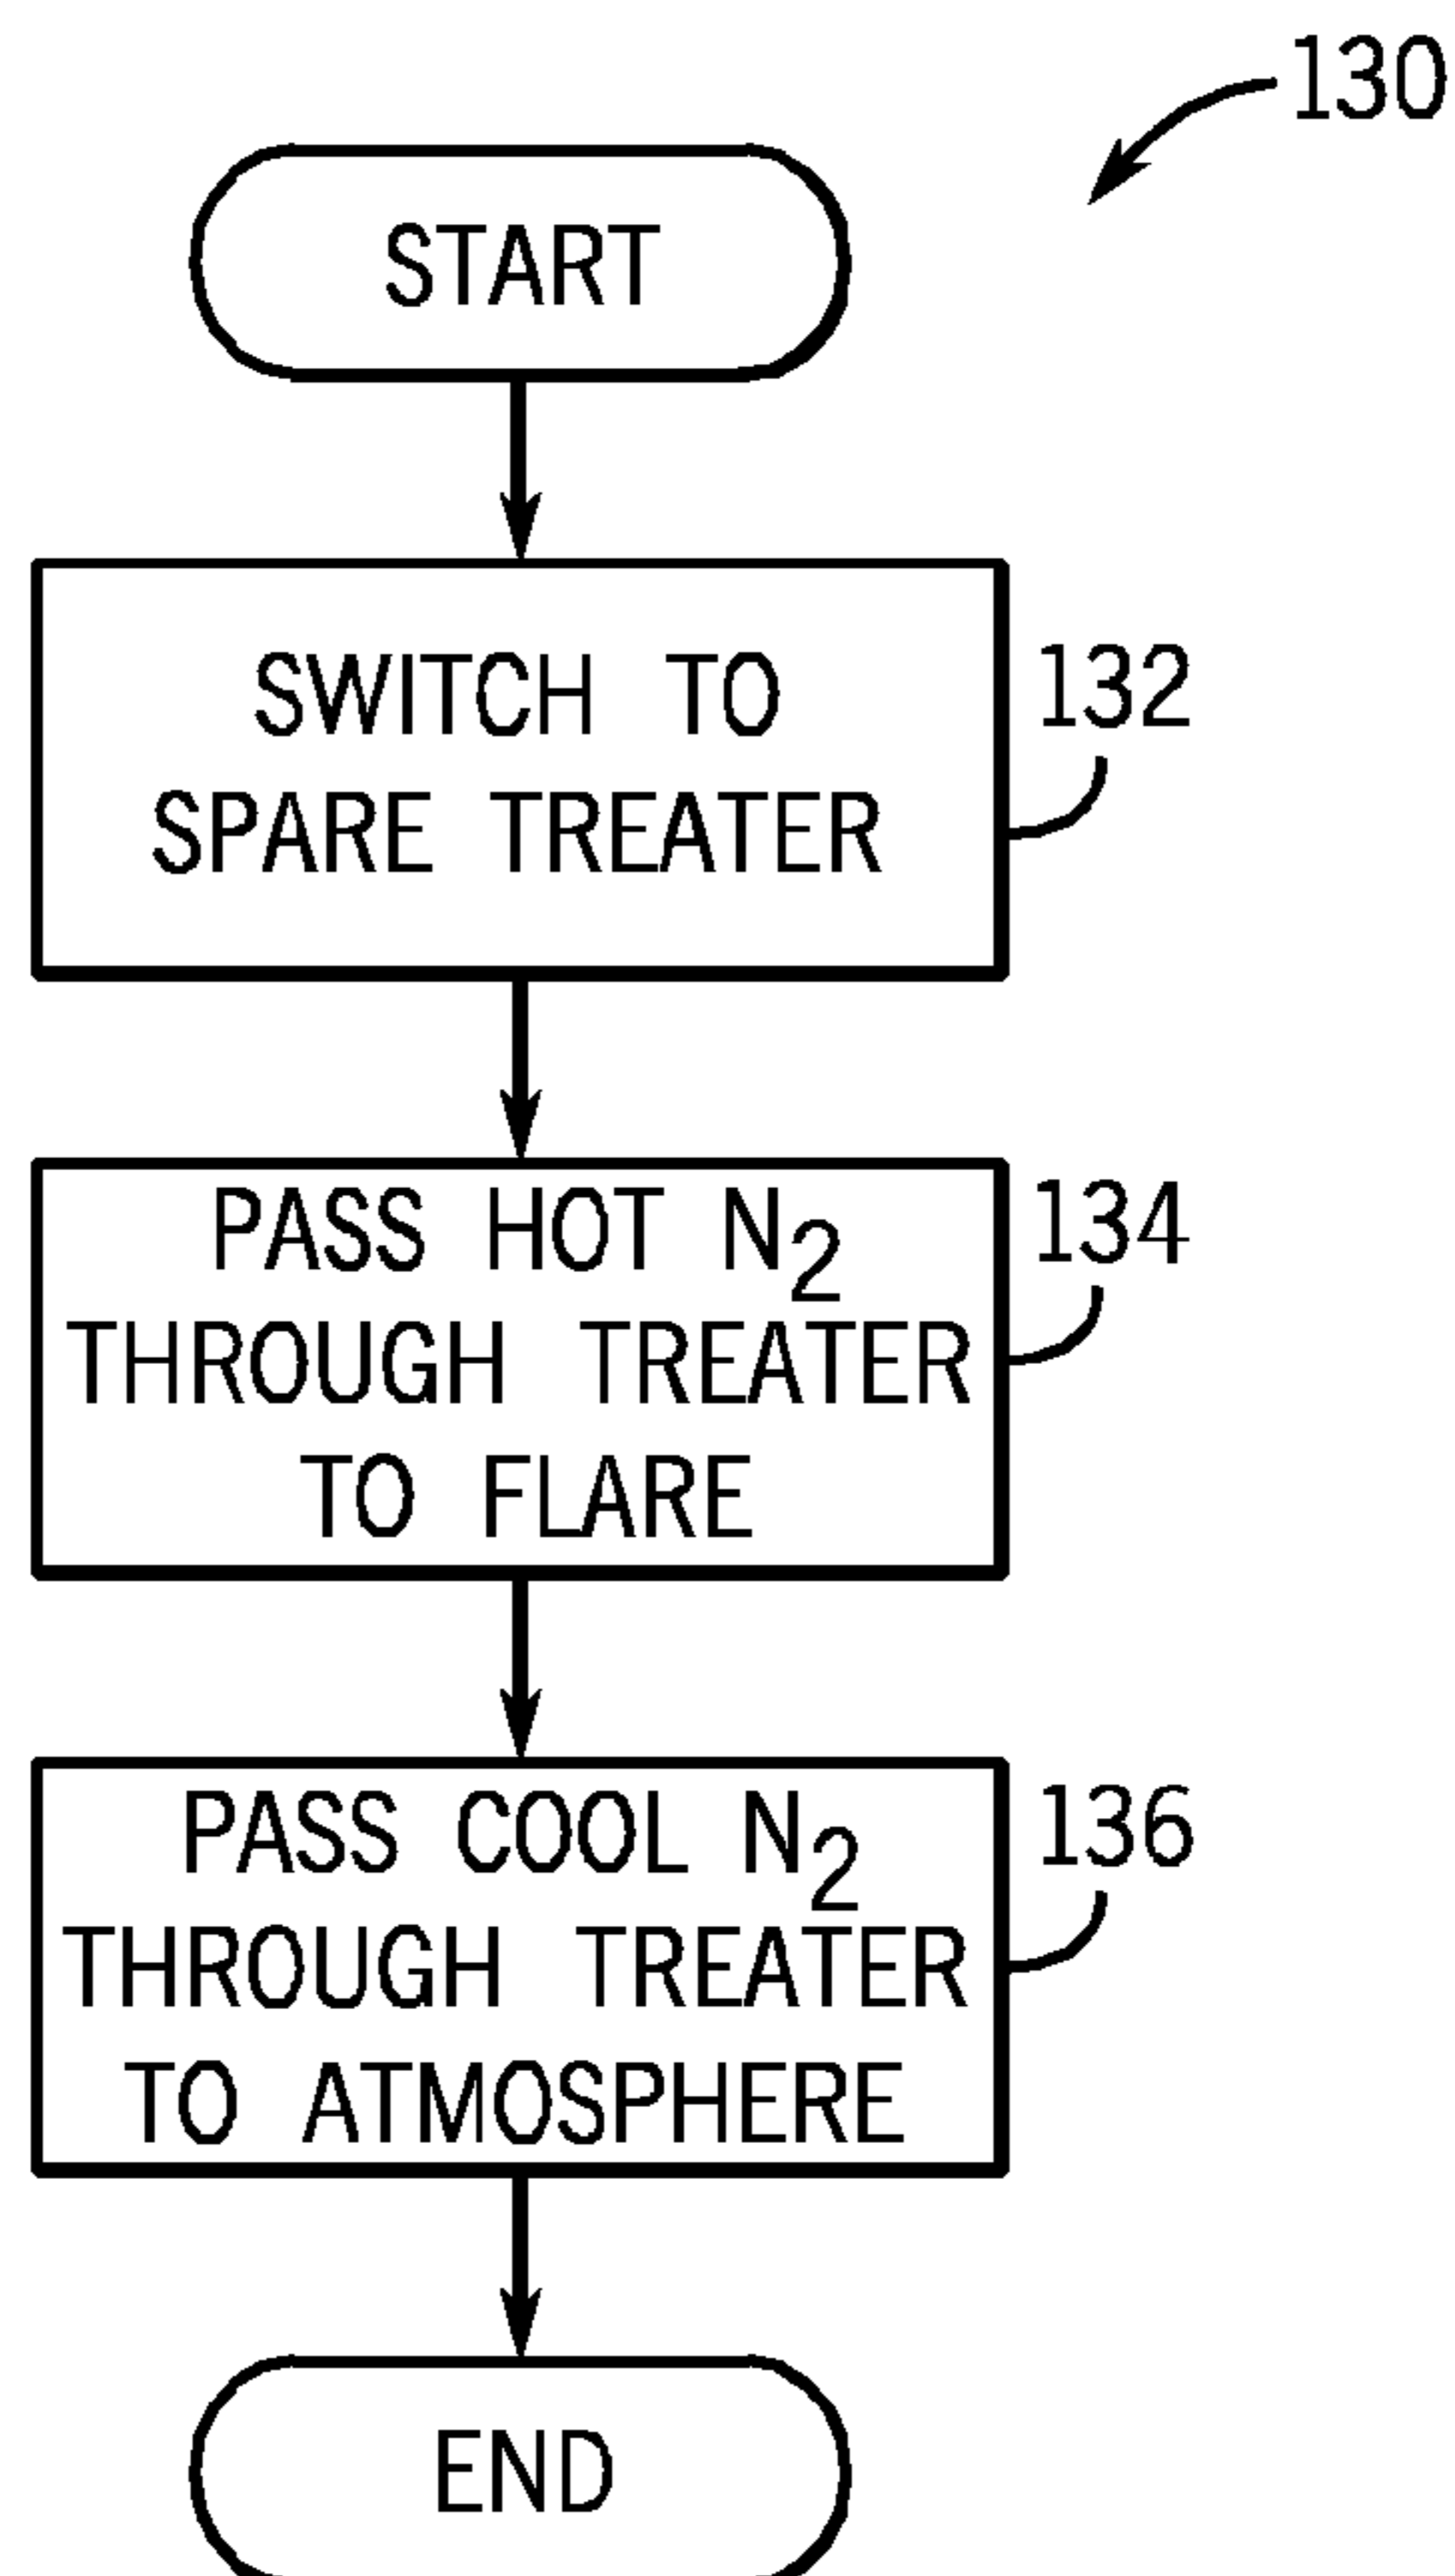 130
START
SWITCH TO
SPARE TREATER
132
PASS HOT N2
THROUGH TREATER
TO FLARE
134
PASS COOL N2
THROUGH TREATER
TO ATMOSPHERE
136
END